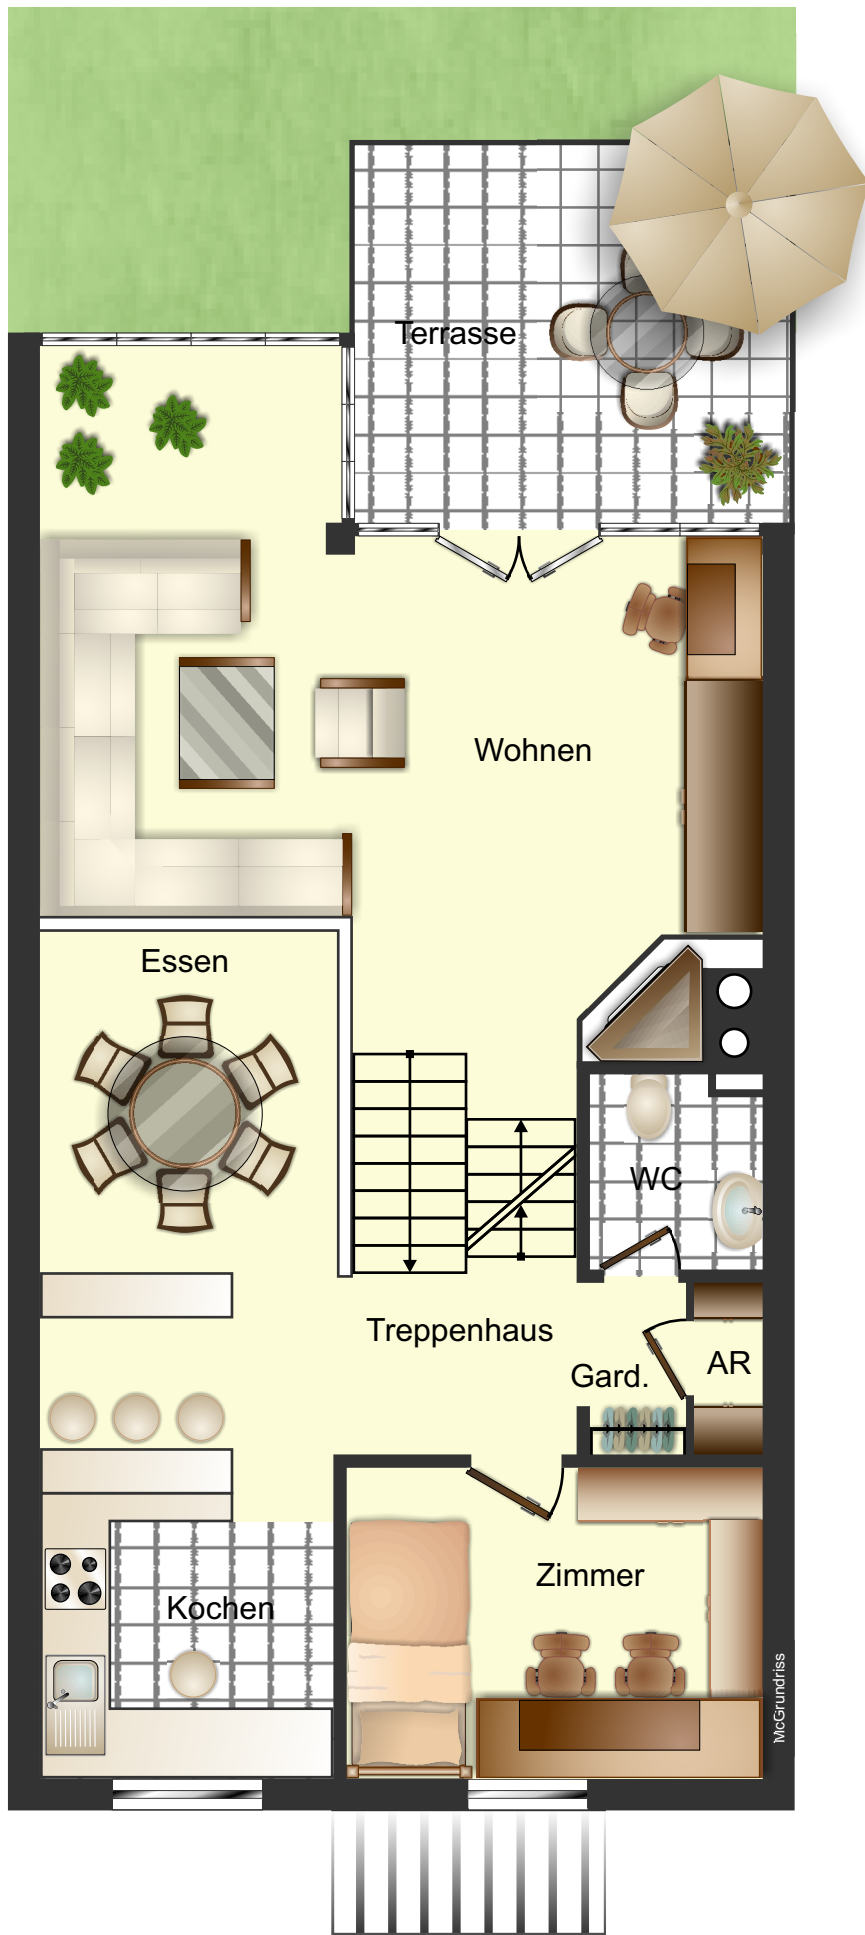 Terrasse
Wohnen
Essen
WC
Treppenhaus
AR
Gard.
Zimmer
Kochen
McGrundriss